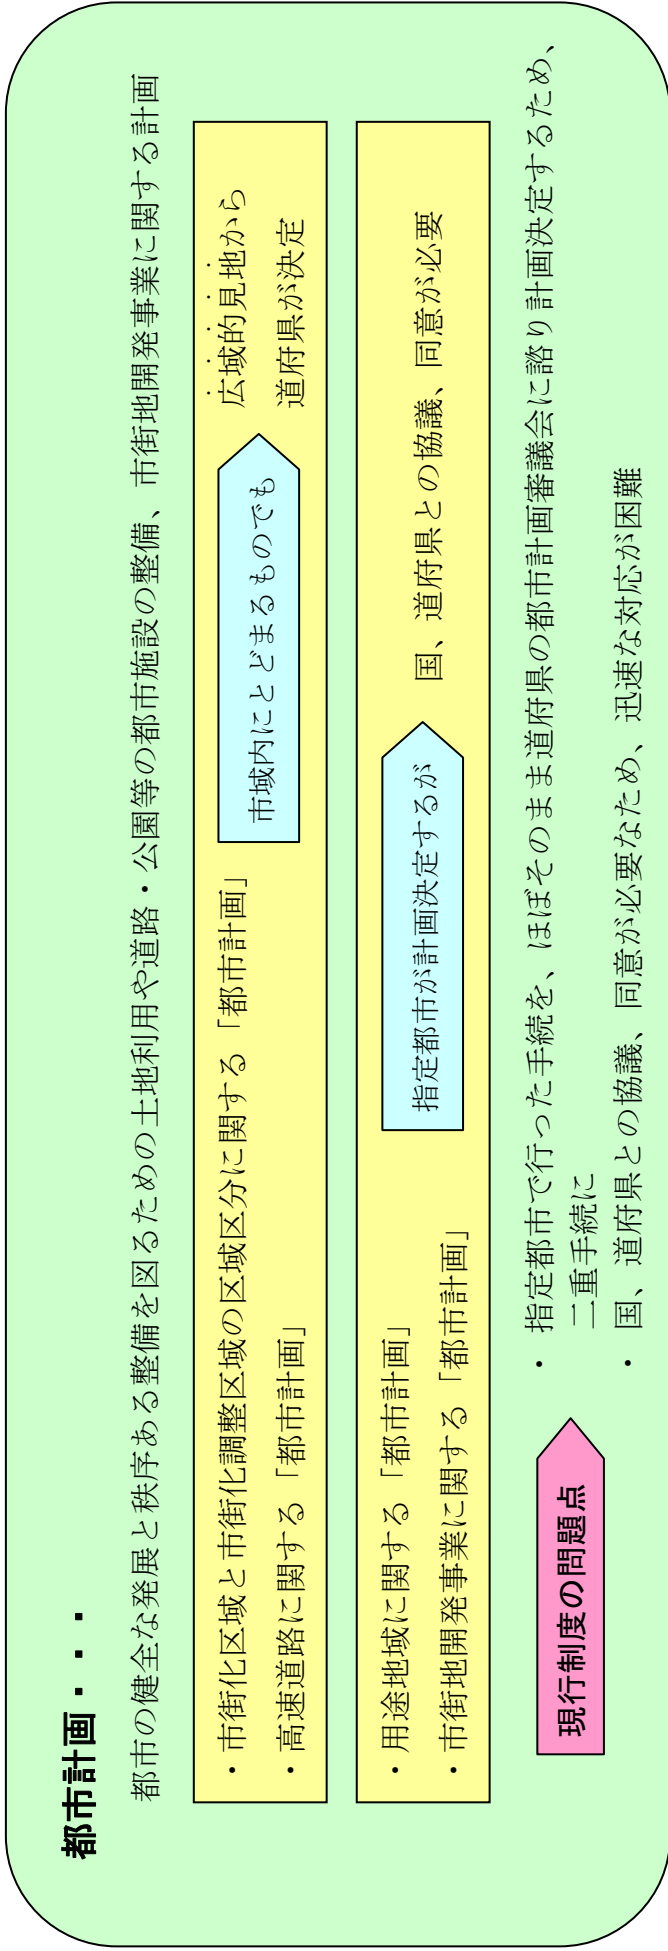 都市計画・・・
都市の健全な発展と秩序ある整備を図るための土地利用や道路・公園等の都市施設の整備、市街地開発事業に関する計画
・市街化区域と市街化調整区域の区域区分に関する「都市計画」
・高速道路に関する「都市計画」
市域内にとどまるものでも
広域的見地から
道府県が決定
・用途地域に関する「都市計画」
・市街地開発事業に関する「都市計画」
指定都市が計画決定するが
国、道府県との協議、同意が必要
現行制度の問題点
・ 指定都市で行った手続を、ほぼそのまま道府県の都市計画審議会に諮り計画決定するため、
二重手続に
・ 国、道府県との協議、同意が必要なため、迅速な対応が困難